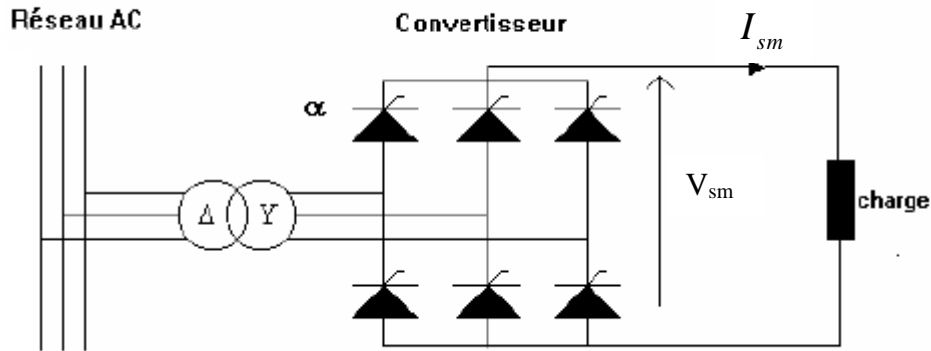 Réseau AC
Convertisseur
I_sm
α
V_sm
Δ Y
charge